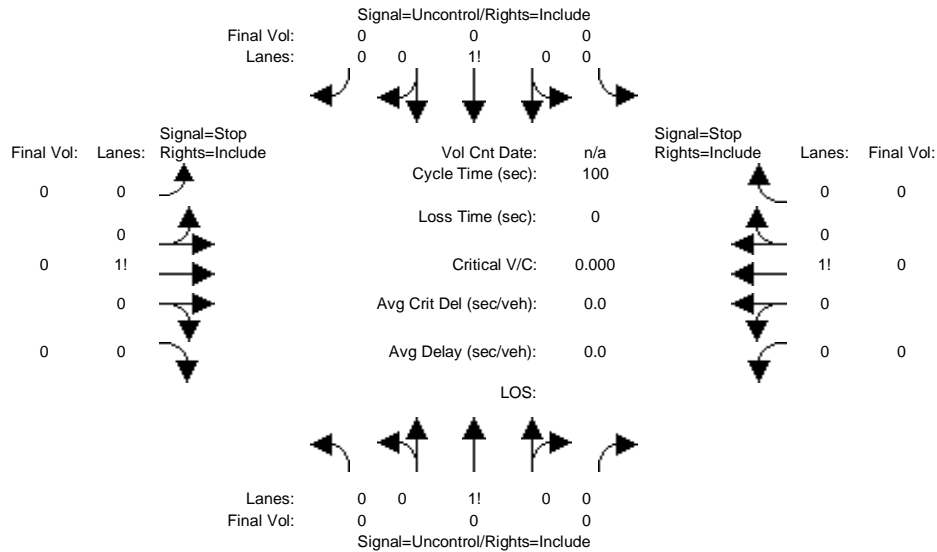 Signal=Uncontrol/Rights=Include
Final Vol: 0 0 0
Lanes: 0 0 1! 0 0
Signal=Stop Signal=Stop
Final Vol: Lanes: Rights=Include Vol Cnt Date: n/a Rights=Include Lanes: Final Vol:
Cycle Time (sec): 100
0 0 0 0
Loss Time (sec): 0
0 0
0 1! Critical V/C: 0.000 1! 0
0 Avg Crit Del (sec/veh): 0.0 0
0 0 Avg Delay (sec/veh): 0.0 0 0
LOS:
Lanes: 0 0 1! 0 0
Final Vol: 0 0 0
Signal=Uncontrol/Rights=Include